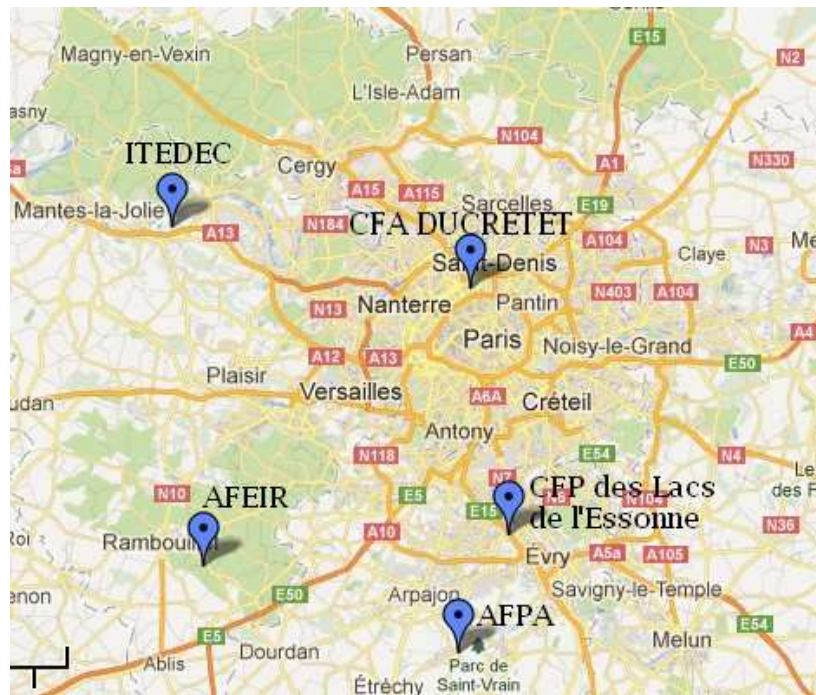 Magny-en-Vexin
Persan
E15
N2
L'Isle-Adam
N104
ITEDEC
Cergy
A1
N330
A15
A115
Sarcelles
Mantes-la-Jolie
A13
N184
E19
CFA DUCRETET
A104
Claye
N3
Saint-Denis
N13
Nanterre
Pantin
N403
A104
Paris
A4
A12
A13
Noisy-le-Grand
E50
Plaisir
Versailles
A6A
Créteil
Antony
N118
E54
N4
N7
N10
AFEIR
E5
CFP des Lacs
de l'Essonne
N6
N104
E15
A10
N36
Évry
A5a
A105
E50
Arpajon
Savigny-le-Temple
AFPA
E54
E5
Melun
Ablis
Dourdan
Parc de
Saint-Vrain
Étréchy